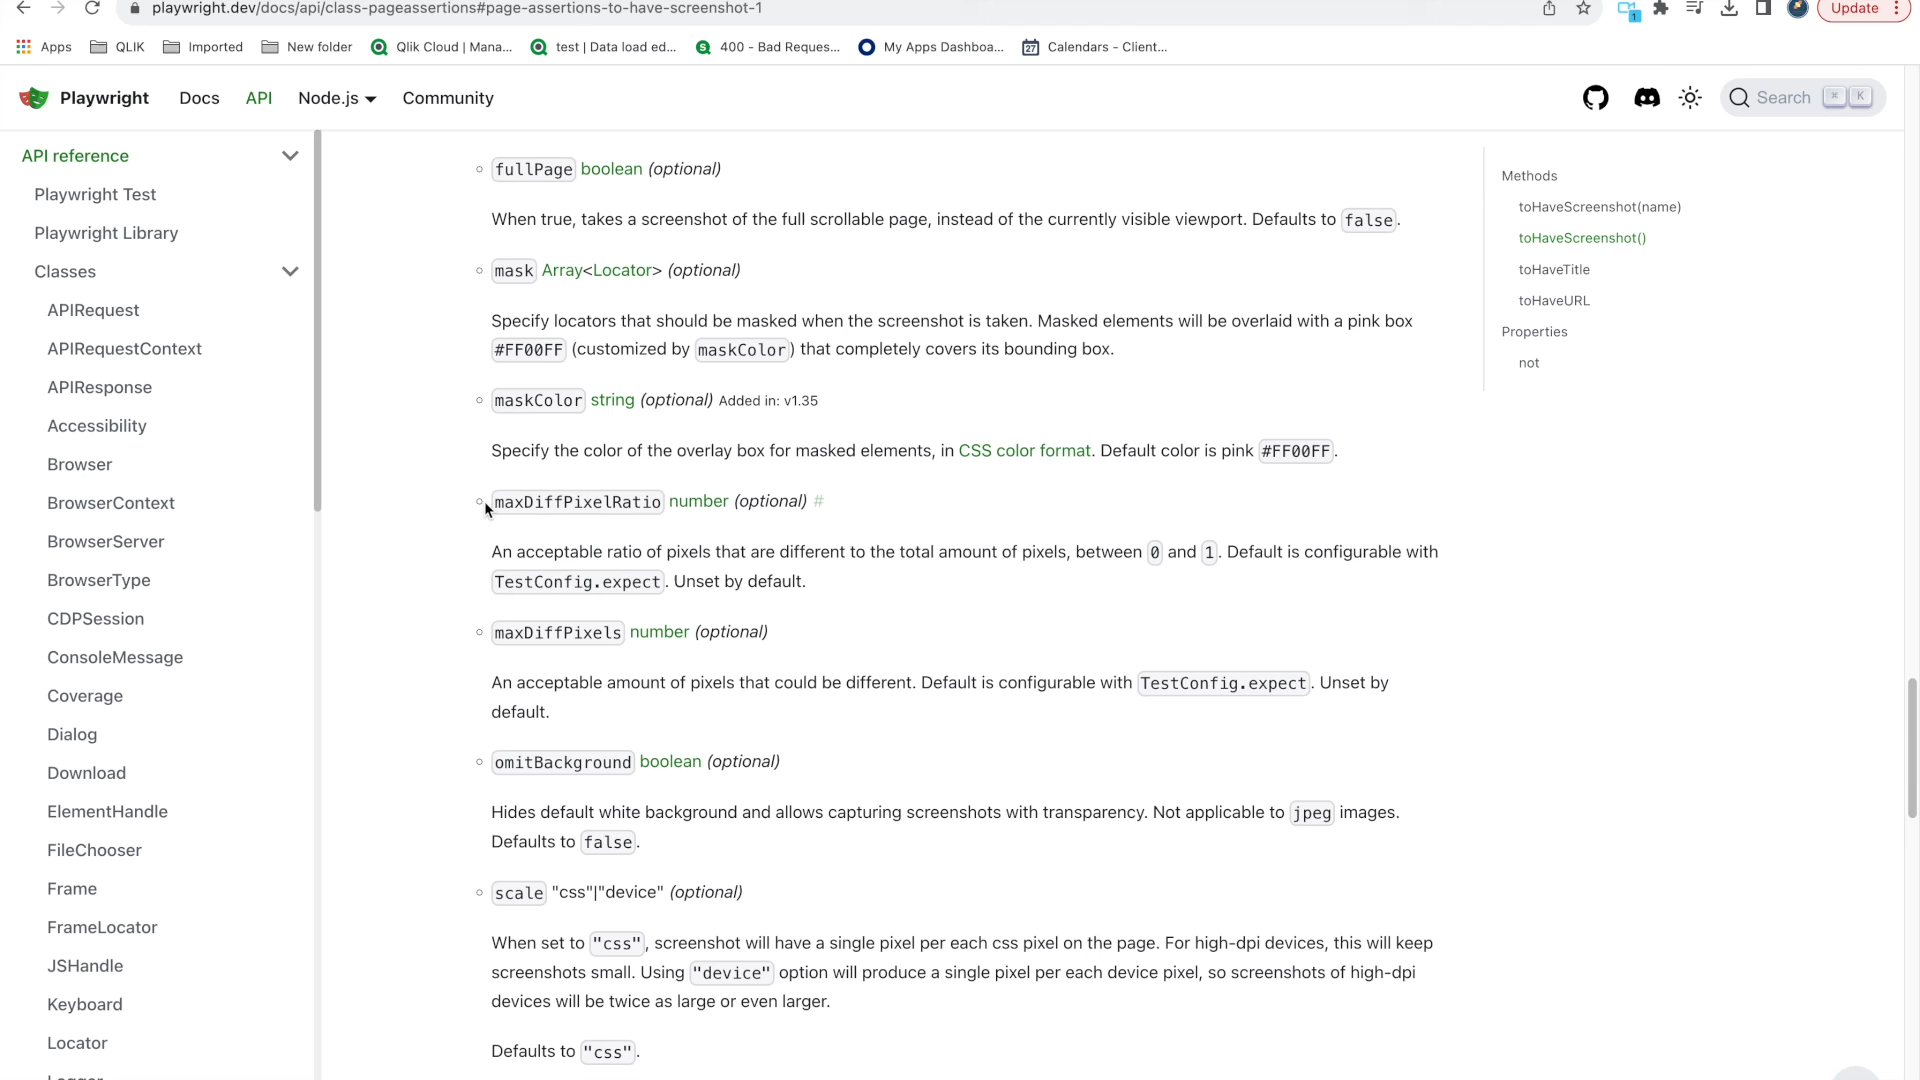 playwright.dev/docs/api/class-pageassertions#page-assertions-to-have-screenshot-1
1
Update
Apps QLIK Imported New folder Qlik Cloud | Mana... test | Data load ed... 400 - Bad Reques... My Apps Dashboa... 27 Calendars - Client...
Playwright Docs API Node.js Community
Search ⌘ K
API reference
Playwright Test
Playwright Library
Classes
APIRequest
APIRequestContext
APIResponse
Accessibility
Browser
BrowserContext
BrowserServer
BrowserType
CDPSession
ConsoleMessage
Coverage
Dialog
Download
ElementHandle
FileChooser
Frame
FrameLocator
JSHandle
Keyboard
Locator
fullPage boolean (optional)
When true, takes a screenshot of the full scrollable page, instead of the currently visible viewport. Defaults to false.
mask Array<Locator> (optional)
Specify locators that should be masked when the screenshot is taken. Masked elements will be overlaid with a pink box
#FF00FF (customized by maskColor) that completely covers its bounding box.
maskColor string (optional) Added in: v1.35
Specify the color of the overlay box for masked elements, in CSS color format. Default color is pink #FF00FF.
maxDiffPixelRatio number (optional) #
An acceptable ratio of pixels that are different to the total amount of pixels, between 0 and 1. Default is configurable with
TestConfig.expect. Unset by default.
maxDiffPixels number (optional)
An acceptable amount of pixels that could be different. Default is configurable with TestConfig.expect. Unset by
default.
omitBackground boolean (optional)
Hides default white background and allows capturing screenshots with transparency. Not applicable to jpeg images.
Defaults to false.
scale "css"|"device" (optional)
When set to "css", screenshot will have a single pixel per each css pixel on the page. For high-dpi devices, this will keep
screenshots small. Using "device" option will produce a single pixel per each device pixel, so screenshots of high-dpi
devices will be twice as large or even larger.
Defaults to "css".
Methods
toHaveScreenshot(name)
toHaveScreenshot()
toHaveTitle
toHaveURL
Properties
not